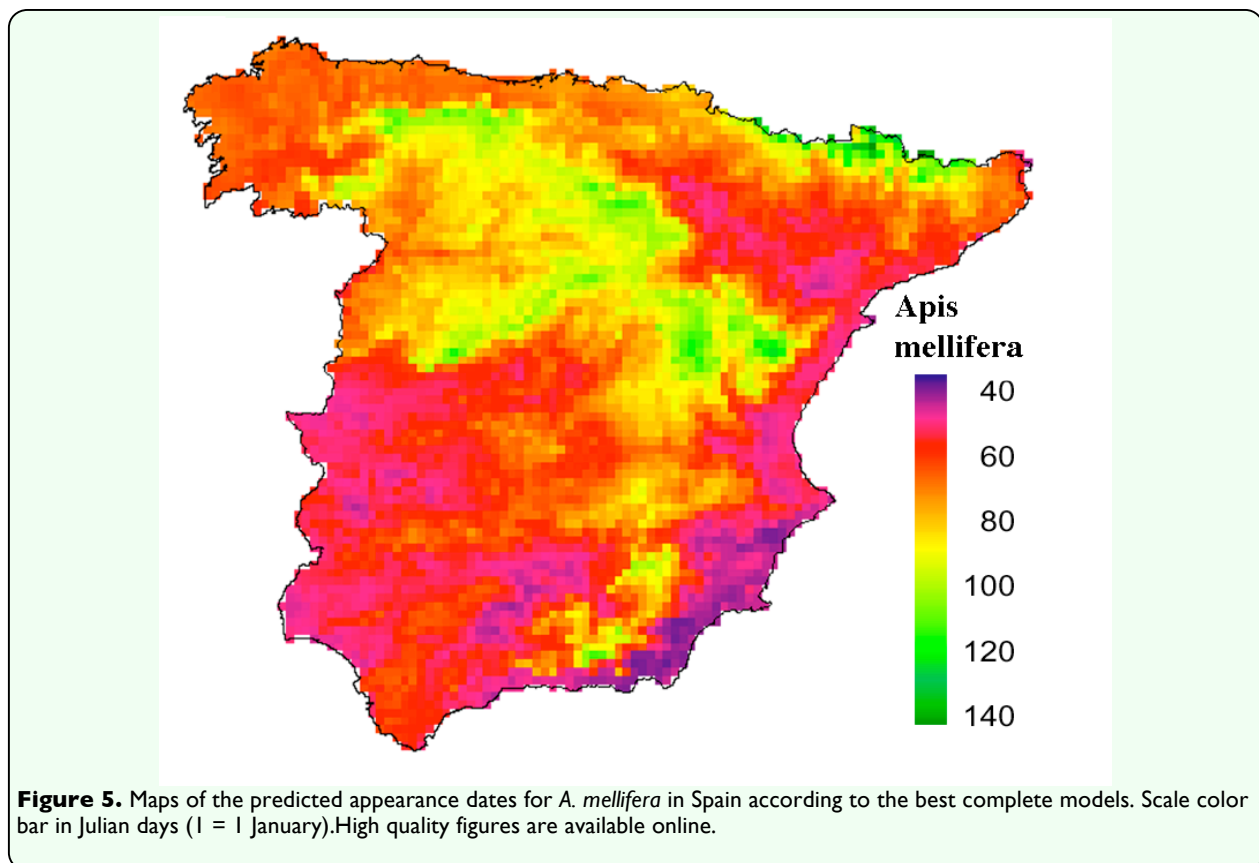 Apis
mellifera
40
60
80
100
120
140
Figure 5. Maps of the predicted appearance dates for A. mellifera in Spain according to the best complete models. Scale color
bar in Julian days (1 = 1 January).High quality figures are available online.